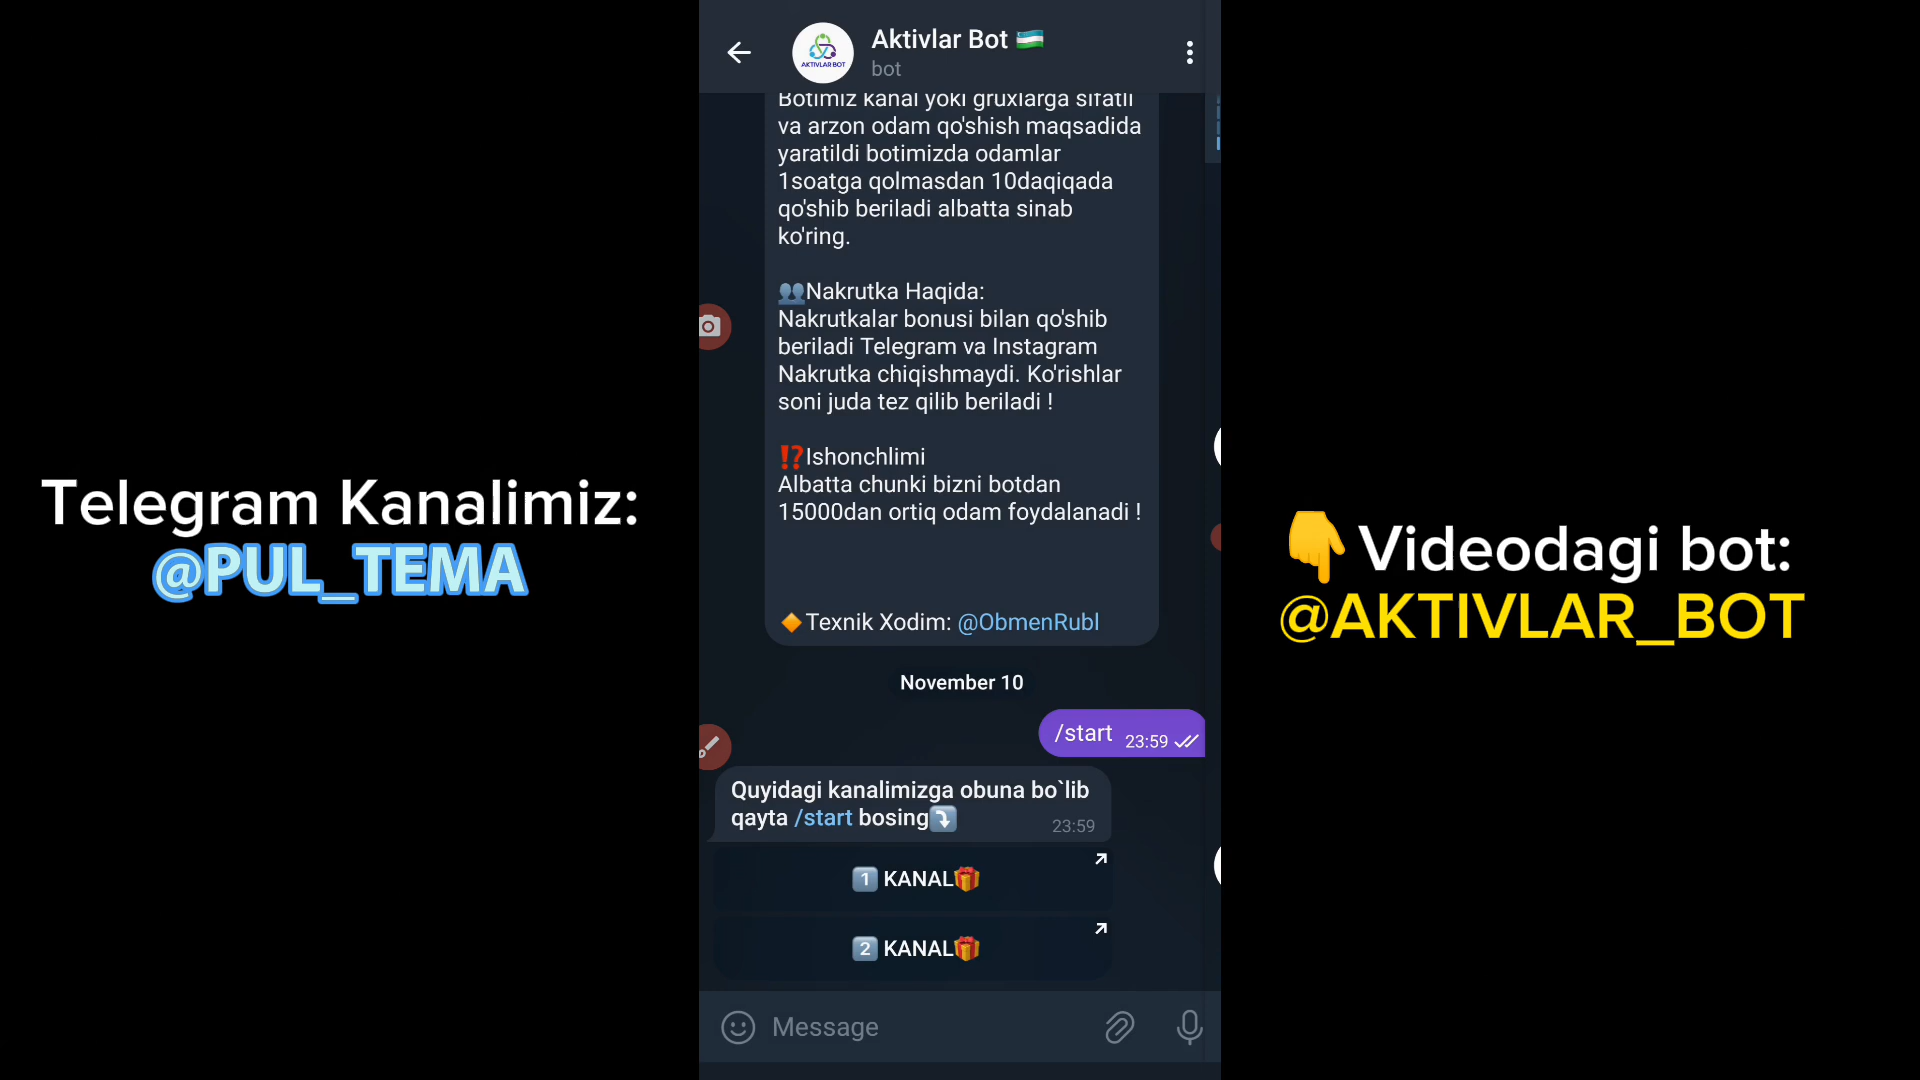 Aktivlar Bot 🇺🇿
bot
AKTIVLAR BOT
Botimiz kanal yoki gruxlarga sifatli
va arzon odam qo'shish maqsadida
yaratildi botimizda odamlar
1soatga qolmasdan 10daqiqada
qo'shib beriladi albatta sinab
ko'ring.
👥Nakrutka Haqida:
Nakrutkalar bonusi bilan qo'shib
beriladi Telegram va Instagram
Nakrutka chiqishmaydi. Ko'rishlar
soni juda tez qilib beriladi !
⁉️Ishonchlimi
Albatta chunki bizni botdan
15000dan ortiq odam foydalanadi !
🔶Texnik Xodim: @ObmenRubl
November 10
/start 23:59
Quyidagi kanalimizga obuna bo`lib
qayta /start bosing⤵️
23:59
1️⃣ KANAL🎁
2️⃣ KANAL🎁
Message
Telegram Kanalimiz:
@PUL_TEMA
👇Videodagi bot:
@AKTIVLAR_BOT